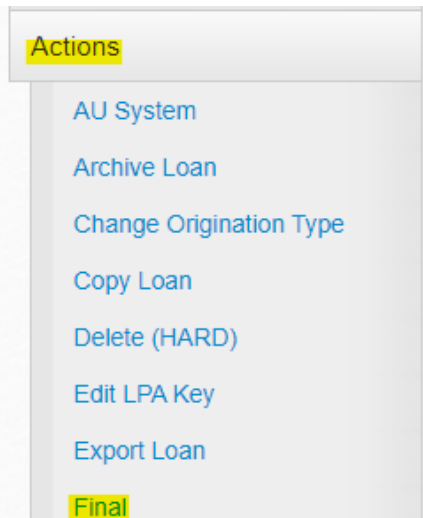 Actions
AU System
Archive Loan
Change Origination Type
Copy Loan
Delete (HARD)
Edit LPA Key
Export Loan
Final